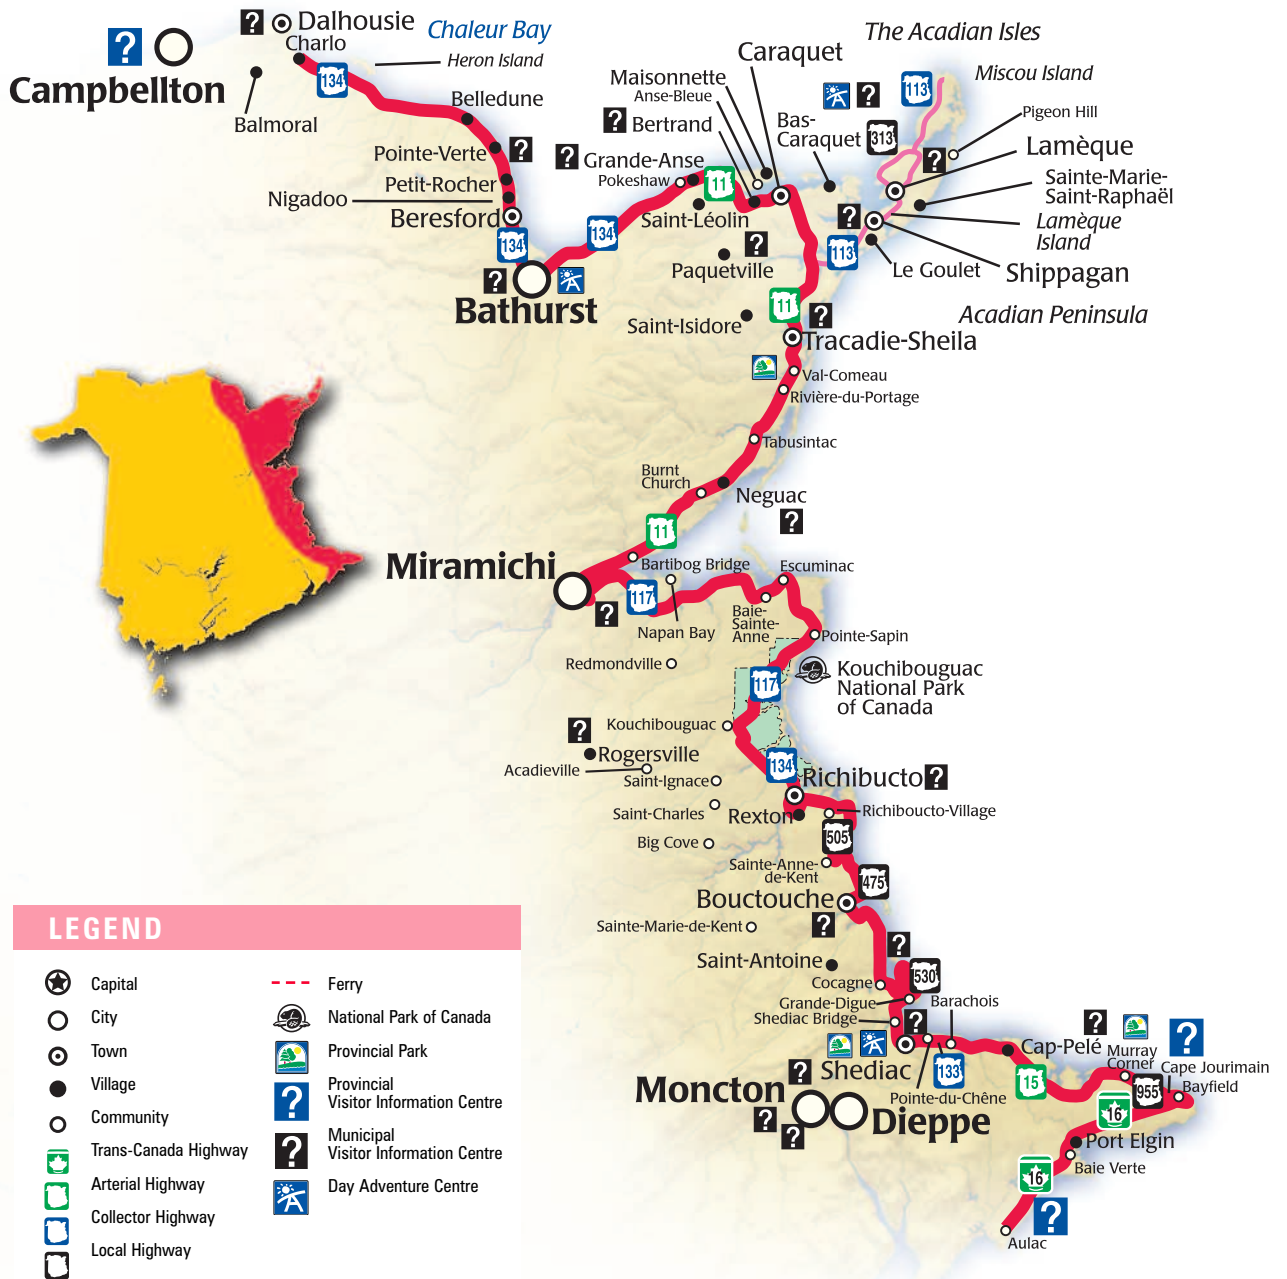 Dalhousie
Chaleur Bay
The Acadian Isles
?
?
Charlo
Caraquet
Campbellton
134
Heron Island
Maisonnette
Miscou Island
113
Anse-Bleue
?
Balmoral
Belledune
?
Bertrand
Bas-
Caraquet
313
Pigeon Hill
Pointe-Verte
?
?
Grande-Anse
?
Lamèque
Petit-Rocher
Pokeshaw
11
Sainte-Marie-
Saint-Raphaël
Nigadoo
Beresford
Saint-Léolin
?
Lamèque
Island
134
134
?
113
Paquetville
Le Goulet
Shippagan
?
Bathurst
11
Acadian Peninsula
Saint-Isidore
?
Tracadie-Sheila
Val-Comeau
Rivière-du-Portage
Tabusintac
Burnt
Church
Neguac
?
11
Miramichi
Bartibog Bridge
Escuminac
117
?
Baie-
Sainte-
Anne
Napan Bay
Pointe-Sapin
Redmondville
Kouchibouguac
National Park
of Canada
117
Kouchibouguac
?
Rogersville
134
Acadieville
Richibucto
?
Saint-Ignace
Saint-Charles
Rexton
Richiboucto-Village
Big Cove
505
Sainte-Anne-
de-Kent
475
Bouctouche
Sainte-Marie-de-Kent
?
?
Saint-Antoine
530
Cocagne
Grande-Digue
Barachois
Shediac Bridge
?
?
?
Cap-Pelé
Murray
Corner
Cape Jourimain
Shediac
133
Bayfield
?
15
955
Moncton
Pointe-du-Chêne
16
Dieppe
?
?
Port Elgin
Baie Verte
16
?
Aulac
LEGEND
Capital
City
Town
Village
Community
Trans-Canada Highway
Arterial Highway
Collector Highway
Local Highway
Ferry
National Park of Canada
Provincial Park
?
Provincial
Visitor Information Centre
?
Municipal
Visitor Information Centre
Day Adventure Centre